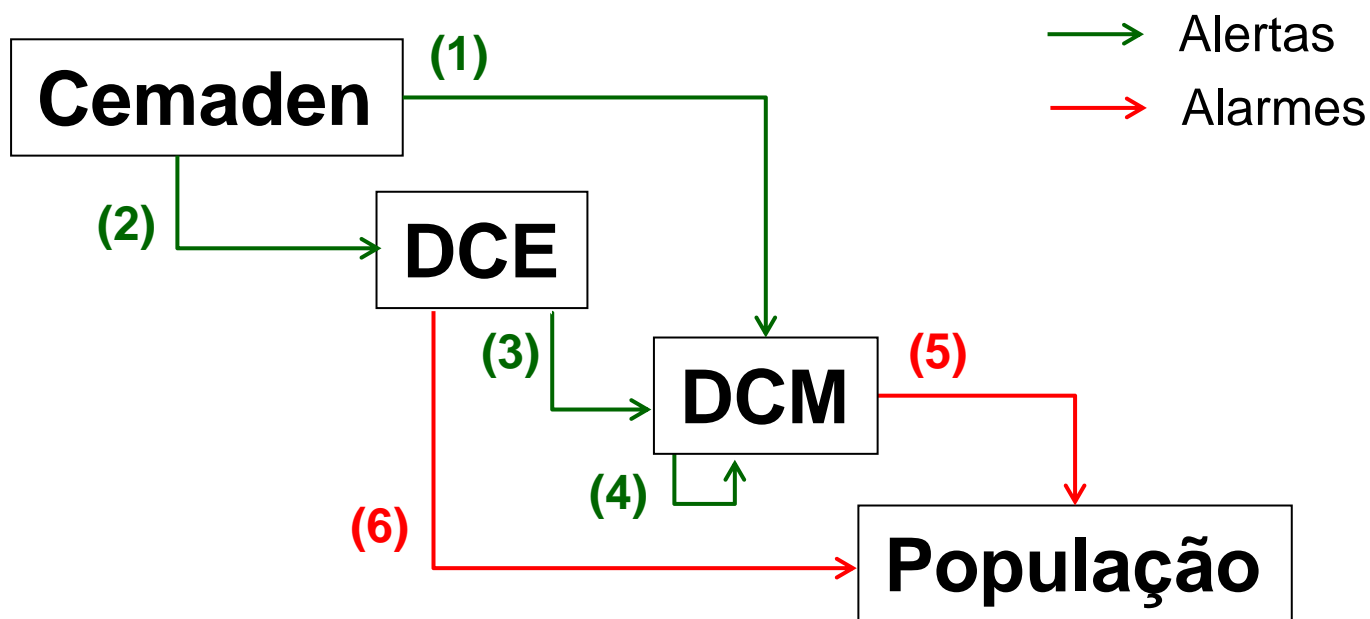 (1)
Alertas
Cemaden
Alarmes
(2)
DCE
(3)
(5)
DCM
(4)
(6)
População